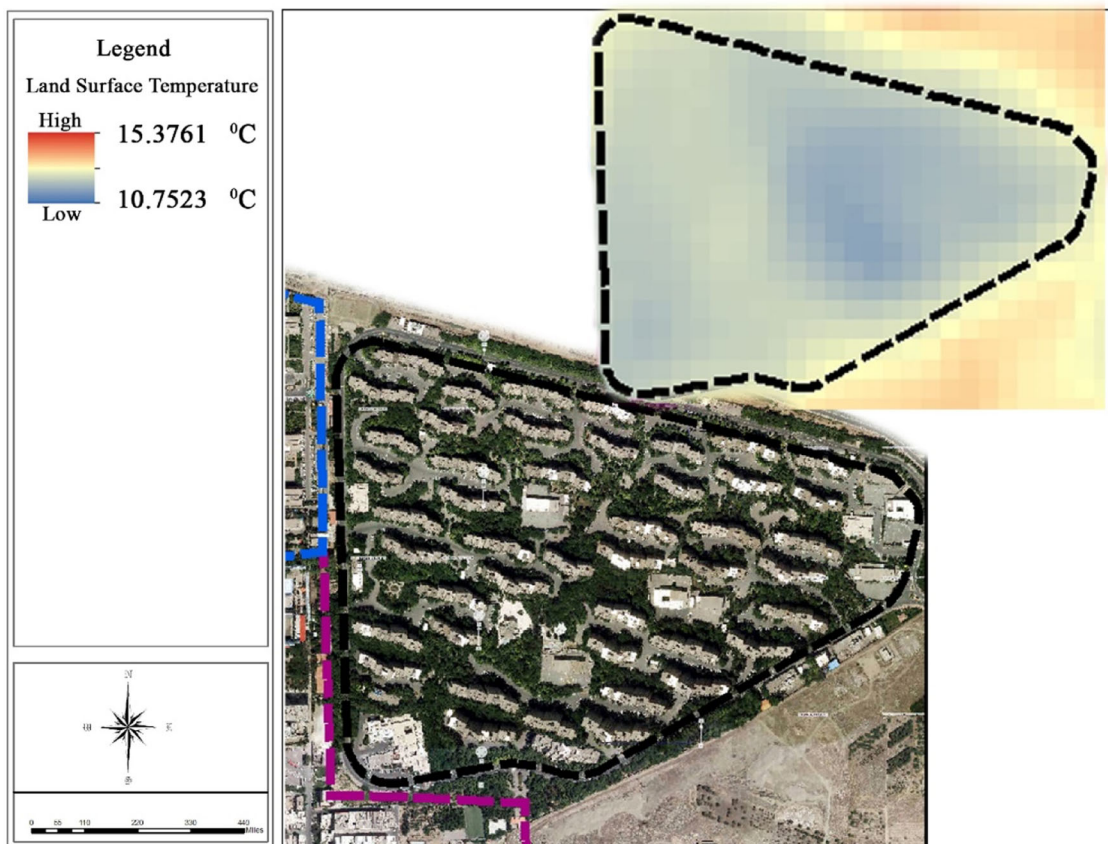 Legend
Land Surface Temperature
High
15.3761 ⁰C
10.7523 ⁰C
Low
N
E
S
0 55 110 220 330 440
Miles